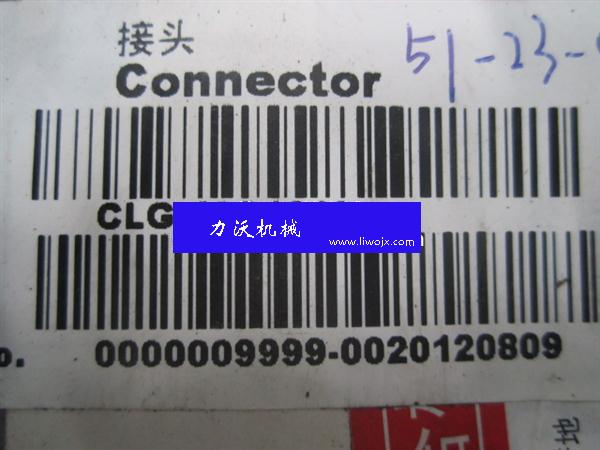 接头
51-23-
Connector
CLG
力沃机械
www.liwojx.com
o.
0000009999-0020120809